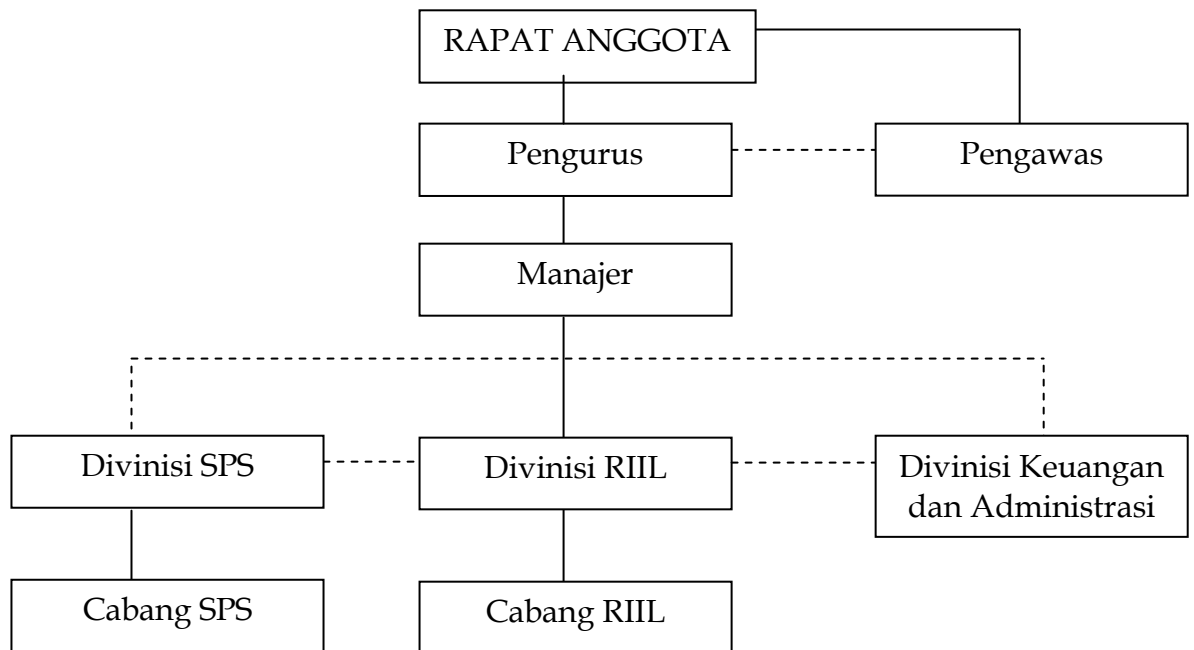 RAPAT ANGGOTA
Pengurus
Pengawas
Manajer
Divinisi SPS
Divinisi RIIL
Divinisi Keuangan
dan Administrasi
Cabang SPS
Cabang RIIL